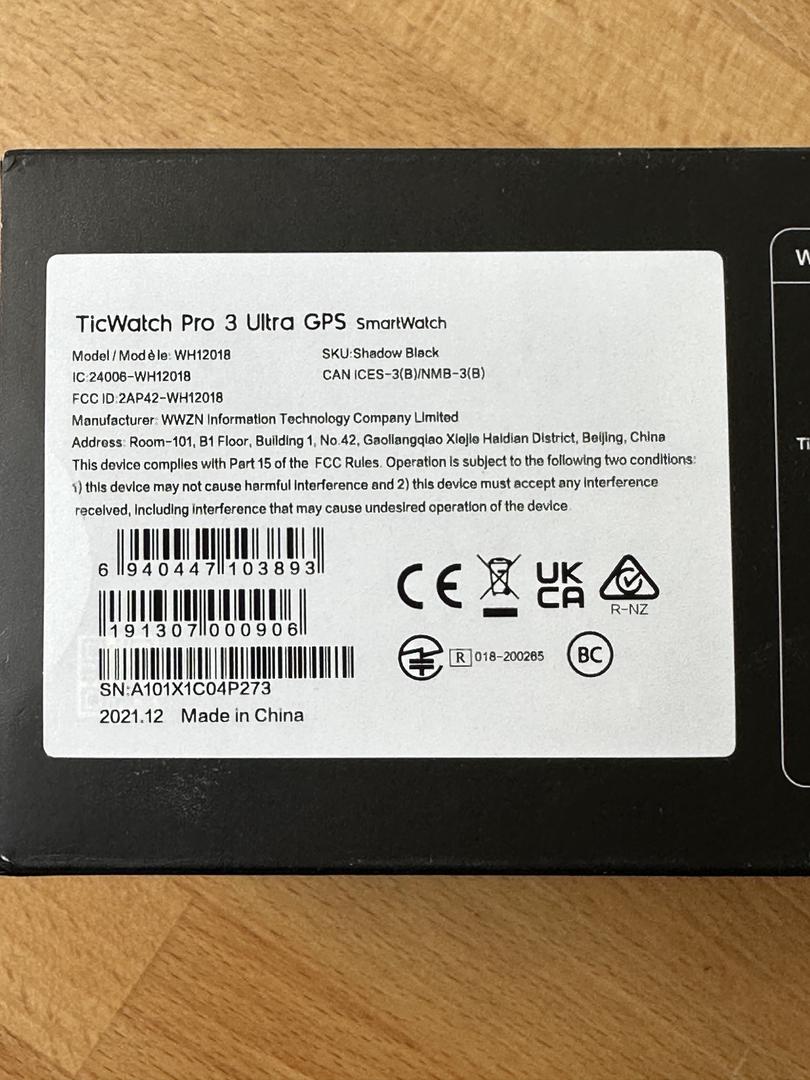 TicWatch Pro 3 Ultra GPS SmartWatch
Model / Modèle: WH12018 SKU:Shadow Black
IC:24006-WH12018 CAN ICES-3(B)/NMB-3(B)
FCC ID:2AP42-WH12018
Manufacturer: WWZN Information Technology Company Limited
Address: Room-101, B1 Floor, Building 1, No.42, Gaoliangqiao Xiejie Haidian District, Beijing, China
This device complies with Part 15 of the FCC Rules. Operation is subject to the following two conditions:
1) this device may not cause harmful interference and 2) this device must accept any interference
received, including interference that may cause undesired operation of the device
6 940447 103893
191307 000906
SN:A101X1C04P273
2021.12 Made in China
CE UK CA
R-NZ
R 018-200265 BC
W
Ti